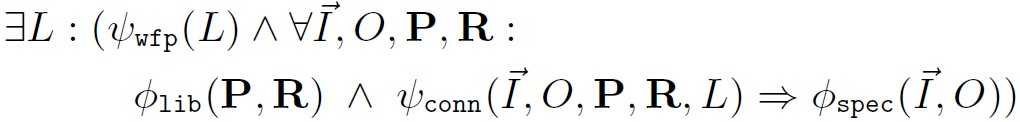 ∃L : (ψ_wfp(L) ∧ ∀I⃗, O, P, R :
ϕ_lib(P, R) ∧ ψ_conn(I⃗, O, P, R, L) ⇒ ϕ_spec(I⃗, O))